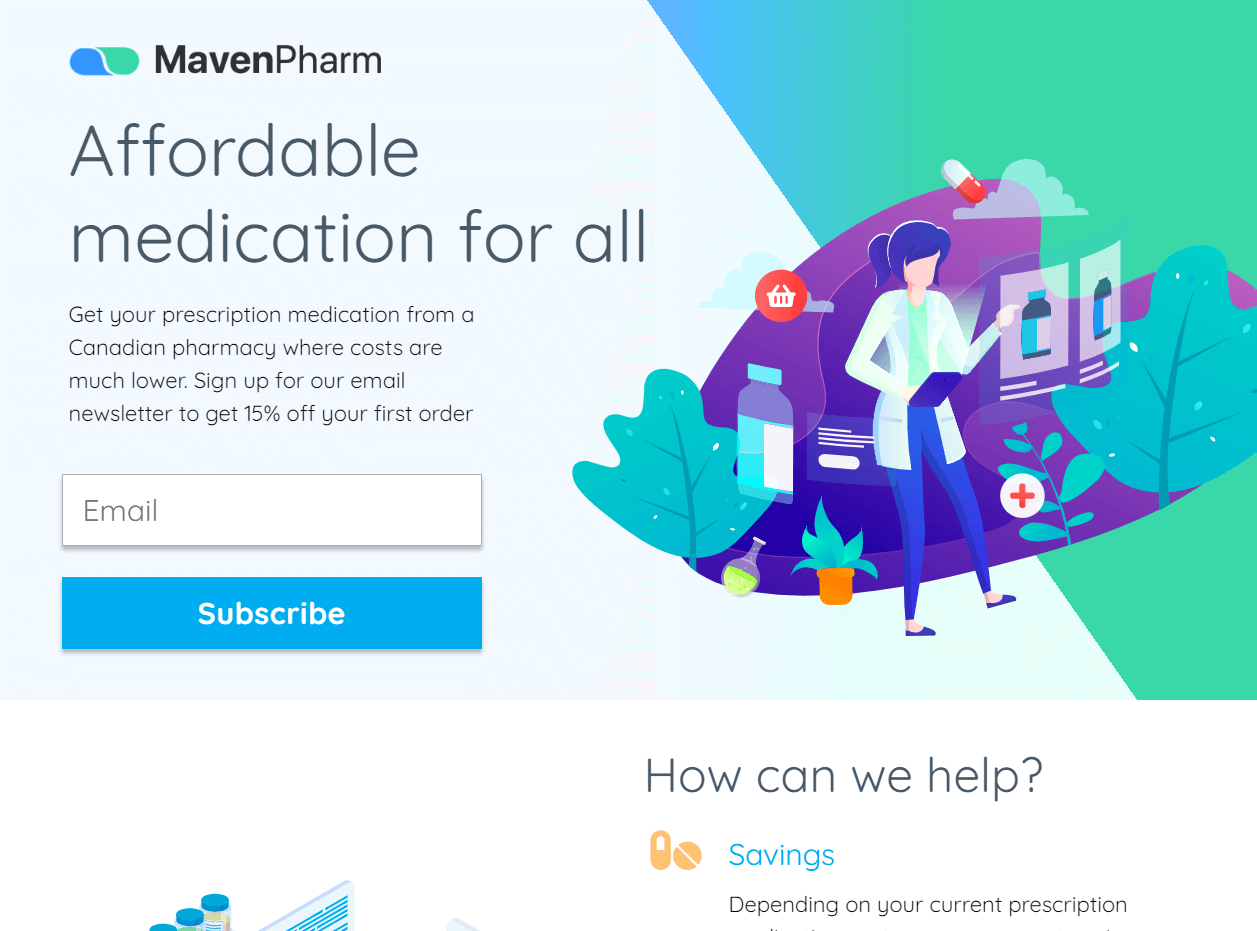 MavenPharm
Affordable
medication for all
Get your prescription medication from a
Canadian pharmacy where costs are
much lower. Sign up for our email
newsletter to get 15% off your first order
Email
Subscribe
How can we help?
Savings
Depending on your current prescription